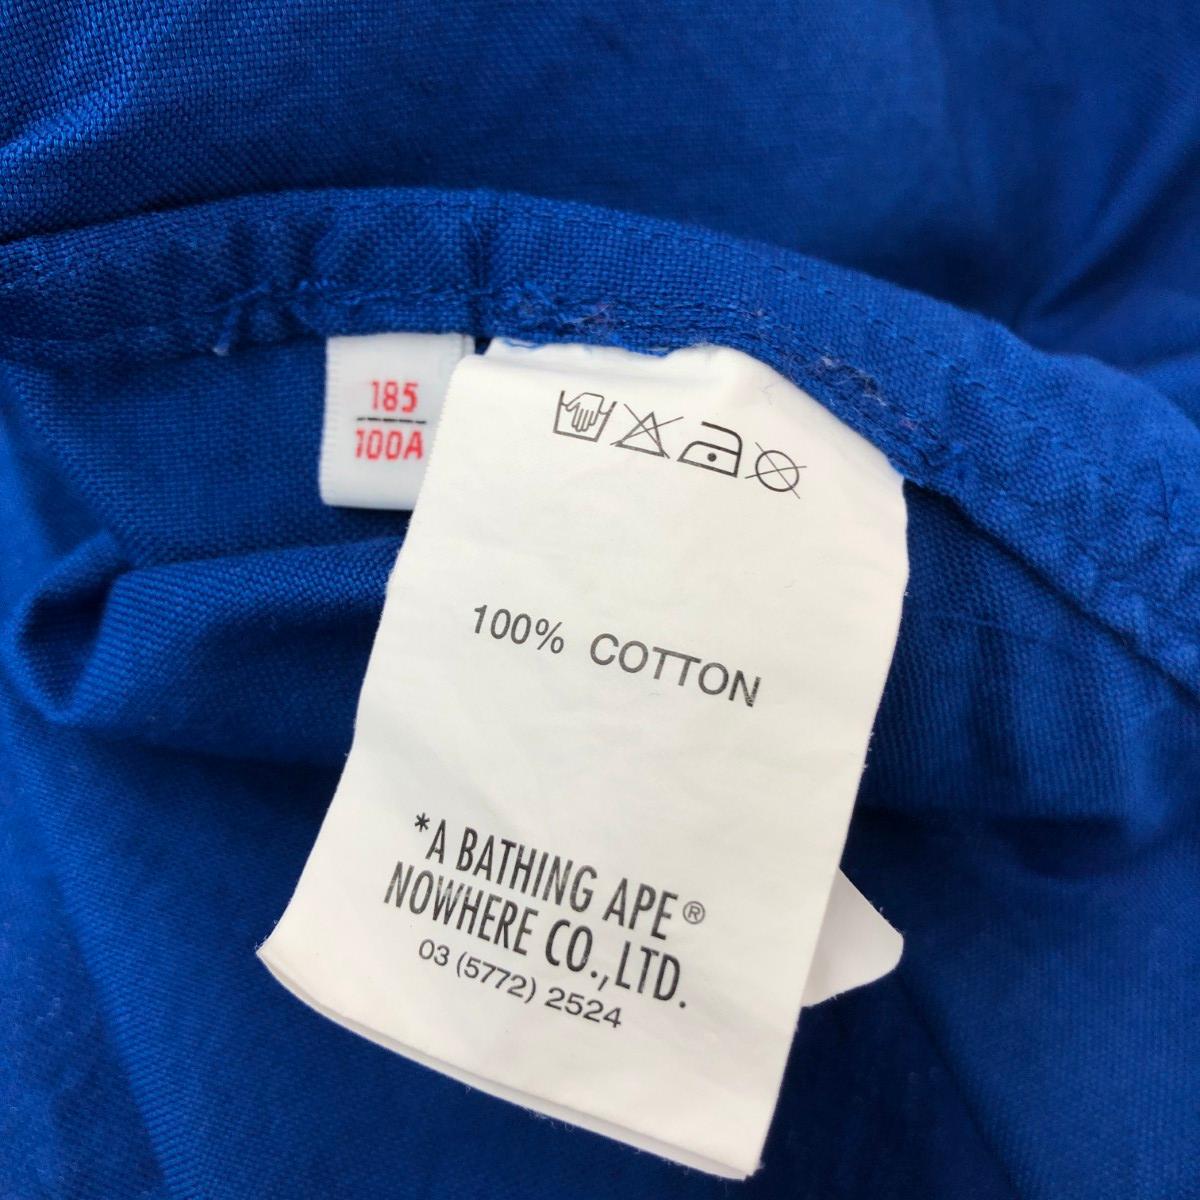 185
100A
100% COTTON
*A BATHING APE®
NOWHERE CO.,LTD.
03 (5772) 2524